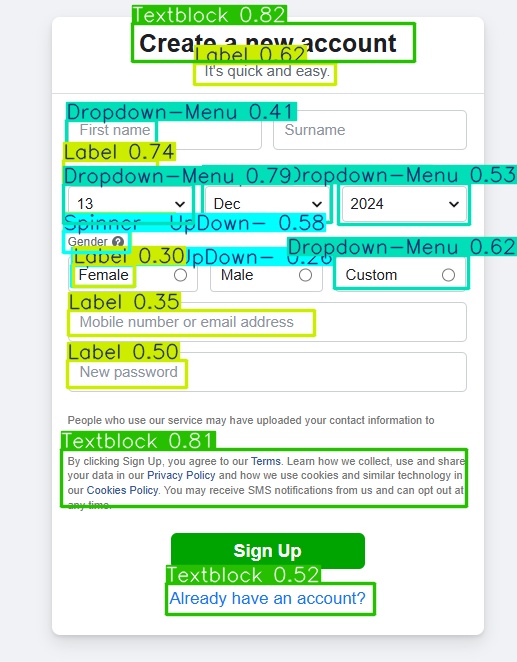 Textblock 0.82
Create a new account
Label 0.62
It's quick and easy.
Dropdown-Menu 0.41
First name
Surname
Label 0.74
Dropdown-Menu 0.79
Dropdown-Menu 0.53
13
Dec
2024
Spinner UpDown- 0.58
Gender
Label 0.30
UpDown- 0.26
Dropdown-Menu 0.62
Female
Male
Custom
Label 0.35
Mobile number or email address
Label 0.50
New password
People who use our service may have uploaded your contact information to
Textblock 0.81
By clicking Sign Up, you agree to our Terms. Learn how we collect, use and share
your data in our Privacy Policy and how we use cookies and similar technology in
our Cookies Policy. You may receive SMS notifications from us and can opt out at
any time.
Sign Up
Textblock 0.52
Already have an account?